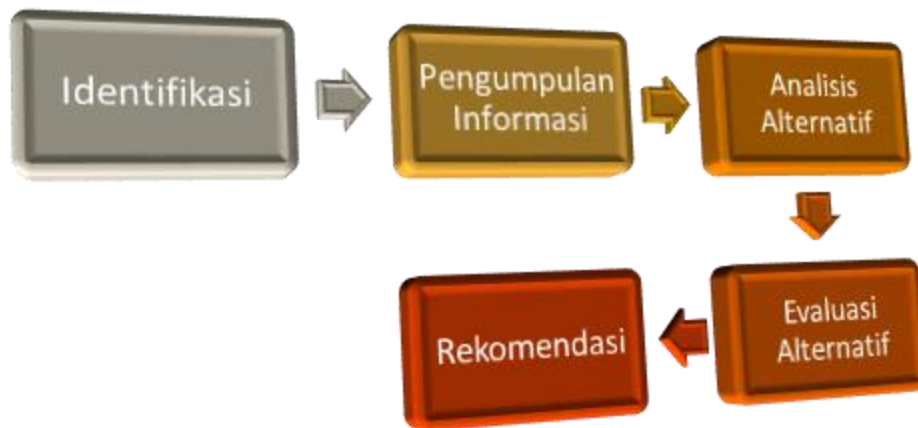 Identifikasi
Pengumpulan
Informasi
Analisis
Alternatif
Evaluasi
Alternatif
Rekomendasi